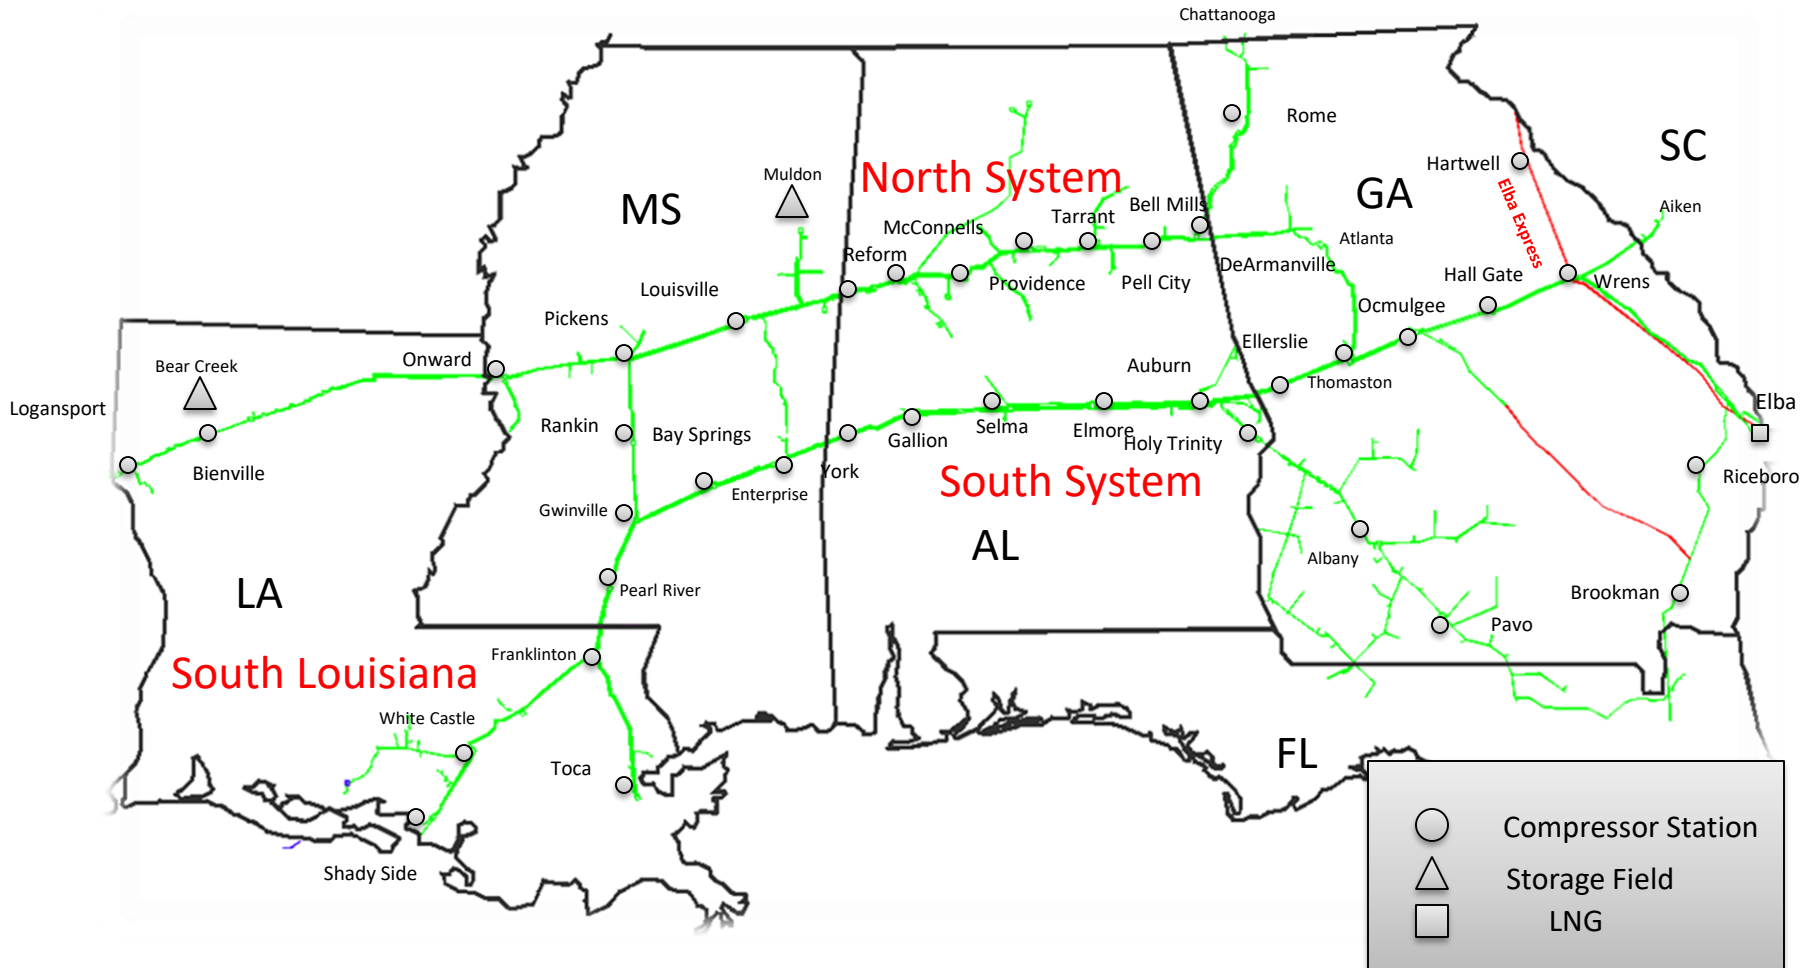 Chattanooga
Rome
SC
Hartwell
Muldon
North System
GA
MS
Elba Express
Aiken
Bell Mills
Tarrant
McConnells
Atlanta
Reform
DeArmanville
Hall Gate
Wrens
Louisville
Providence
Pell City
Ocmulgee
Pickens
Ellerslie
Onward
Bear Creek
Auburn
Thomaston
Logansport
Elba
Rankin
Bay Springs
Gallion
Selma
Elmore
Holy Trinity
Bienville
York
South System
Riceboro
Enterprise
Gwinville
AL
Albany
LA
Pearl River
Brookman
Pavo
Franklinton
South Louisiana
White Castle
FL
Toca
Shady Side
Compressor Station
Storage Field
LNG